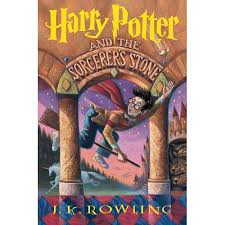 Harry Potter
AND THE
SORCERER'S STONE
J. K. ROWLING